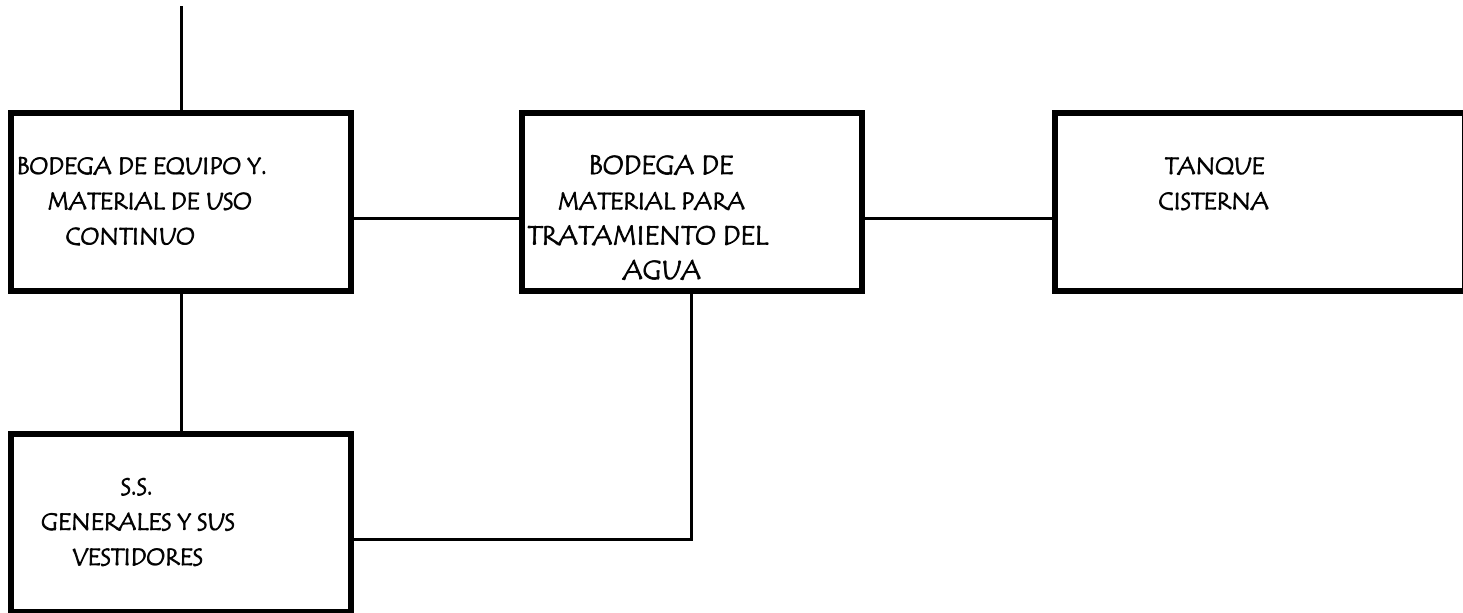 BODEGA DE EQUIPO Y.
MATERIAL DE USO
CONTINUO
BODEGA DE
MATERIAL PARA
TRATAMIENTO DEL
AGUA
TANQUE
CISTERNA
S.S.
GENERALES Y SUS
VESTIDORES